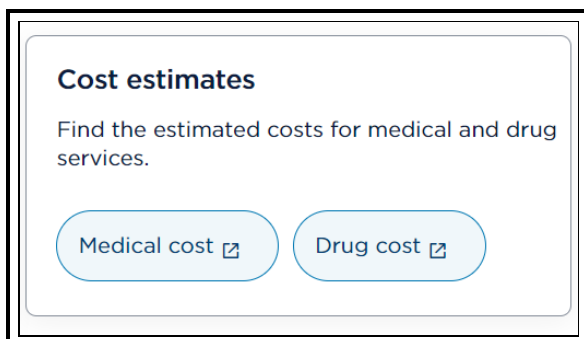 Cost estimates
Find the estimated costs for medical and drug
services.
Medical cost
Drug cost